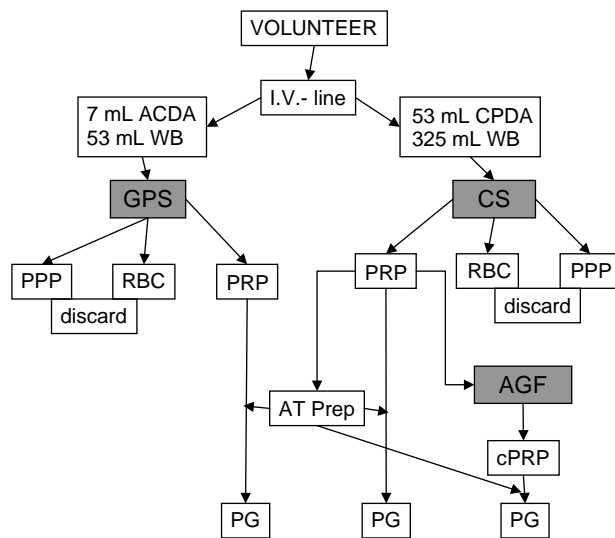 VOLUNTEER
I.V.- line
7 mL ACDA
53 mL WB
53 mL CPDA
325 mL WB
GPS
CS
PPP
RBC
PRP
discard
PRP
RBC
PPP
discard
AT Prep
AGF
cPRP
PG
PG
PG